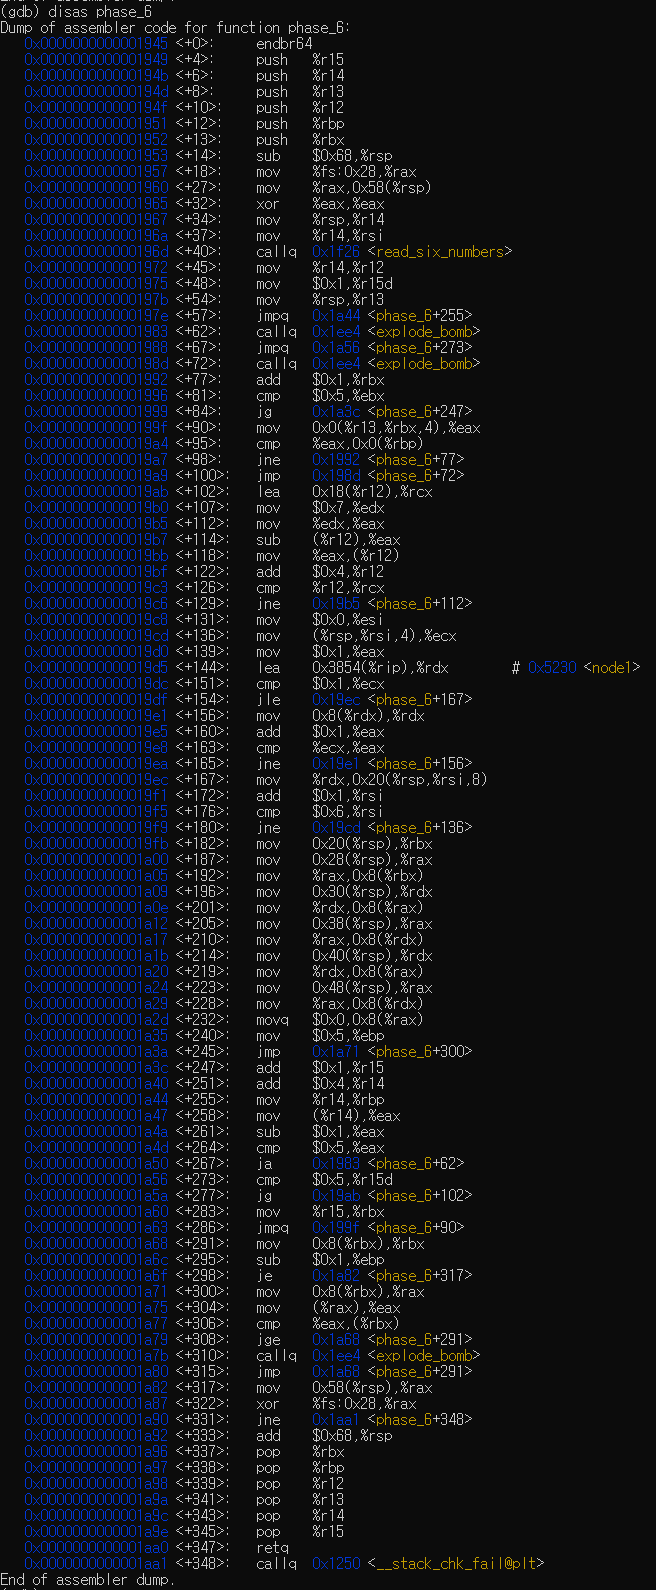 (gdb) disas phase_6
Dump of assembler code for function phase_6:
0x0000000000001945 <+0>: endbr64
0x0000000000001949 <+4>: push %r15
0x000000000000194b <+6>: push %r14
0x000000000000194d <+8>: push %r13
0x000000000000194f <+10>: push %r12
0x0000000000001951 <+12>: push %rbp
0x0000000000001952 <+13>: push %rbx
0x0000000000001953 <+14>: sub $0x68,%rsp
0x0000000000001957 <+18>: mov %fs:0x28,%rax
0x0000000000001960 <+27>: mov %rax,0x58(%rsp)
0x0000000000001965 <+32>: xor %eax,%eax
0x0000000000001967 <+34>: mov %rsp,%r14
0x000000000000196a <+37>: mov %r14,%rsi
0x000000000000196d <+40>: callq 0x1f26 <read_six_numbers>
0x0000000000001972 <+45>: mov %r14,%r12
0x0000000000001975 <+48>: mov $0x1,%r15d
0x000000000000197b <+54>: mov %rsp,%r13
0x000000000000197e <+57>: jmpq 0x1a44 <phase_6+255>
0x0000000000001983 <+62>: callq 0x1ee4 <explode_bomb>
0x0000000000001988 <+67>: jmpq 0x1a56 <phase_6+273>
0x000000000000198d <+72>: callq 0x1ee4 <explode_bomb>
0x0000000000001992 <+77>: add $0x1,%rbx
0x0000000000001996 <+81>: cmp $0x5,%ebx
0x0000000000001999 <+84>: jg 0x1a3c <phase_6+247>
0x000000000000199f <+90>: mov 0x0(%r13,%rbx,4),%eax
0x00000000000019a4 <+95>: cmp %eax,0x0(%rbp)
0x00000000000019a7 <+98>: jne 0x1992 <phase_6+77>
0x00000000000019a9 <+100>: jmp 0x198d <phase_6+72>
0x00000000000019ab <+102>: lea 0x18(%r12),%rcx
0x00000000000019b0 <+107>: mov $0x7,%edx
0x00000000000019b5 <+112>: mov %edx,%eax
0x00000000000019b7 <+114>: sub (%r12),%eax
0x00000000000019bb <+118>: mov %eax,(%r12)
0x00000000000019bf <+122>: add $0x4,%r12
0x00000000000019c3 <+126>: cmp %r12,%rcx
0x00000000000019c6 <+129>: jne 0x19b5 <phase_6+112>
0x00000000000019c8 <+131>: mov $0x0,%esi
0x00000000000019cd <+136>: mov (%rsp,%rsi,4),%ecx
0x00000000000019d0 <+139>: mov $0x1,%eax
0x00000000000019d5 <+144>: lea 0x3854(%rip),%rdx # 0x5230 <node1>
0x00000000000019dc <+151>: cmp $0x1,%ecx
0x00000000000019df <+154>: jle 0x19ec <phase_6+167>
0x00000000000019e1 <+156>: mov 0x8(%rdx),%rdx
0x00000000000019e5 <+160>: add $0x1,%eax
0x00000000000019e8 <+163>: cmp %ecx,%eax
0x00000000000019ea <+165>: jne 0x19e1 <phase_6+156>
0x00000000000019ec <+167>: mov %rdx,0x20(%rsp,%rsi,8)
0x00000000000019f1 <+172>: add $0x1,%rsi
0x00000000000019f5 <+176>: cmp $0x6,%rsi
0x00000000000019f9 <+180>: jne 0x19cd <phase_6+136>
0x00000000000019fb <+182>: mov 0x20(%rsp),%rbx
0x0000000000001a00 <+187>: mov 0x28(%rsp),%rax
0x0000000000001a05 <+192>: mov %rax,0x8(%rbx)
0x0000000000001a09 <+196>: mov 0x30(%rsp),%rdx
0x0000000000001a0e <+201>: mov %rdx,0x8(%rax)
0x0000000000001a12 <+205>: mov 0x38(%rsp),%rax
0x0000000000001a17 <+210>: mov %rax,0x8(%rdx)
0x0000000000001a1b <+214>: mov 0x40(%rsp),%rdx
0x0000000000001a20 <+219>: mov %rdx,0x8(%rax)
0x0000000000001a24 <+223>: mov 0x48(%rsp),%rax
0x0000000000001a29 <+228>: mov %rax,0x8(%rdx)
0x0000000000001a2d <+232>: movq $0x0,0x8(%rax)
0x0000000000001a35 <+240>: mov $0x5,%ebp
0x0000000000001a3a <+245>: jmp 0x1a71 <phase_6+300>
0x0000000000001a3c <+247>: add $0x1,%r15
0x0000000000001a40 <+251>: add $0x4,%r14
0x0000000000001a44 <+255>: mov %r14,%rbp
0x0000000000001a47 <+258>: mov (%r14),%eax
0x0000000000001a4a <+261>: sub $0x1,%eax
0x0000000000001a4d <+264>: cmp $0x5,%eax
0x0000000000001a50 <+267>: ja 0x1983 <phase_6+62>
0x0000000000001a56 <+273>: cmp $0x5,%r15d
0x0000000000001a5a <+277>: jg 0x19ab <phase_6+102>
0x0000000000001a60 <+283>: mov %r15,%rbx
0x0000000000001a63 <+286>: jmpq 0x199f <phase_6+90>
0x0000000000001a68 <+291>: mov 0x8(%rbx),%rbx
0x0000000000001a6c <+295>: sub $0x1,%ebp
0x0000000000001a6f <+298>: je 0x1a82 <phase_6+317>
0x0000000000001a71 <+300>: mov 0x8(%rbx),%rax
0x0000000000001a75 <+304>: mov (%rax),%eax
0x0000000000001a77 <+306>: cmp %eax,(%rbx)
0x0000000000001a79 <+308>: jge 0x1a68 <phase_6+291>
0x0000000000001a7b <+310>: callq 0x1ee4 <explode_bomb>
0x0000000000001a80 <+315>: jmp 0x1a68 <phase_6+291>
0x0000000000001a82 <+317>: mov 0x58(%rsp),%rax
0x0000000000001a87 <+322>: xor %fs:0x28,%rax
0x0000000000001a90 <+331>: jne 0x1aa1 <phase_6+348>
0x0000000000001a92 <+333>: add $0x68,%rsp
0x0000000000001a96 <+337>: pop %rbx
0x0000000000001a97 <+338>: pop %rbp
0x0000000000001a98 <+339>: pop %r12
0x0000000000001a9a <+341>: pop %r13
0x0000000000001a9c <+343>: pop %r14
0x0000000000001a9e <+345>: pop %r15
0x0000000000001aa0 <+347>: retq
0x0000000000001aa1 <+348>: callq 0x1250 <__stack_chk_fail@plt>
End of assembler dump.